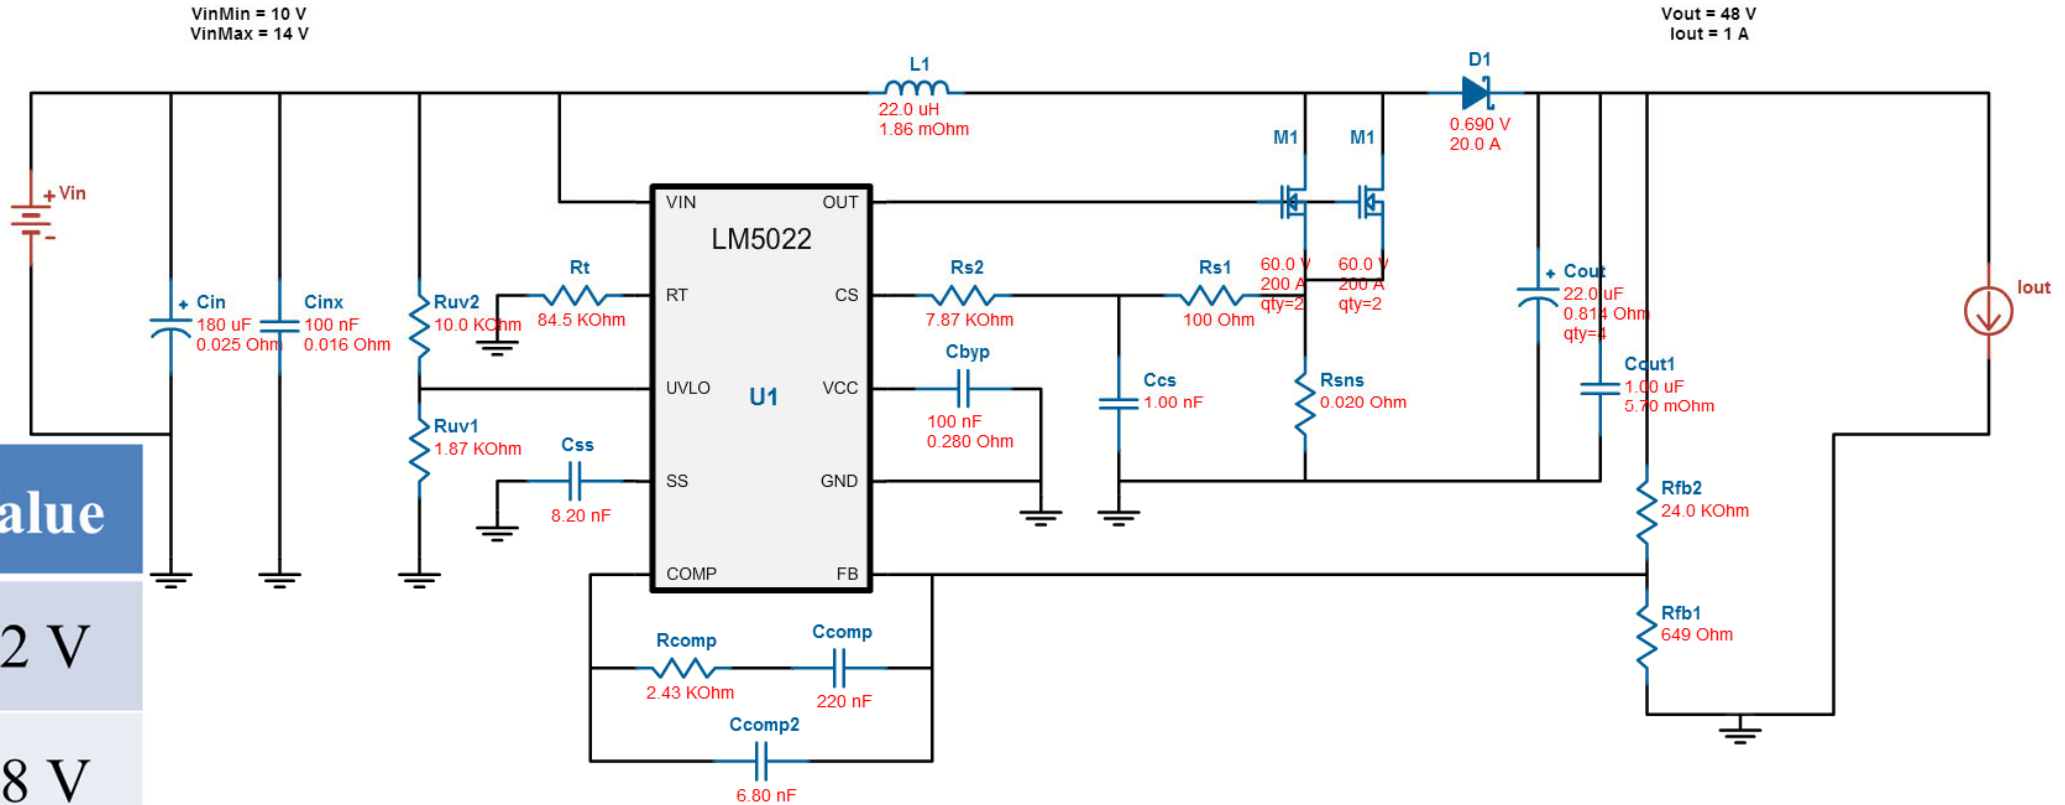 VinMin = 10 V
VinMax = 14 V
Vout = 48 V
Iout = 1 A
L1
22.0 uH
1.86 mOhm
D1
0.690 V
20.0 A
M1
M1
60.0 V
200 A
qty=2
60.0 V
200 A
qty=2
+ Vin
-
VIN
OUT
LM5022
RT
CS
UVLO
VCC
U1
SS
GND
COMP
FB
Rt
84.5 KOhm
Rs2
7.87 KOhm
Rs1
100 Ohm
+ Cin
180 uF
0.025 Ohm
Cinx
100 nF
0.016 Ohm
Ruv2
10.0 KOhm
Ruv1
1.87 KOhm
Css
8.20 nF
Cbyp
100 nF
0.280 Ohm
Ccs
1.00 nF
Rsns
0.020 Ohm
+ Cout
22.0 uF
0.814 Ohm
qty=4
Cout1
1.00 uF
5.70 mOhm
Iout
Rfb2
24.0 KOhm
Rfb1
649 Ohm
Rcomp
2.43 KOhm
Ccomp
220 nF
Ccomp2
6.80 nF
alue
2 V
8 V